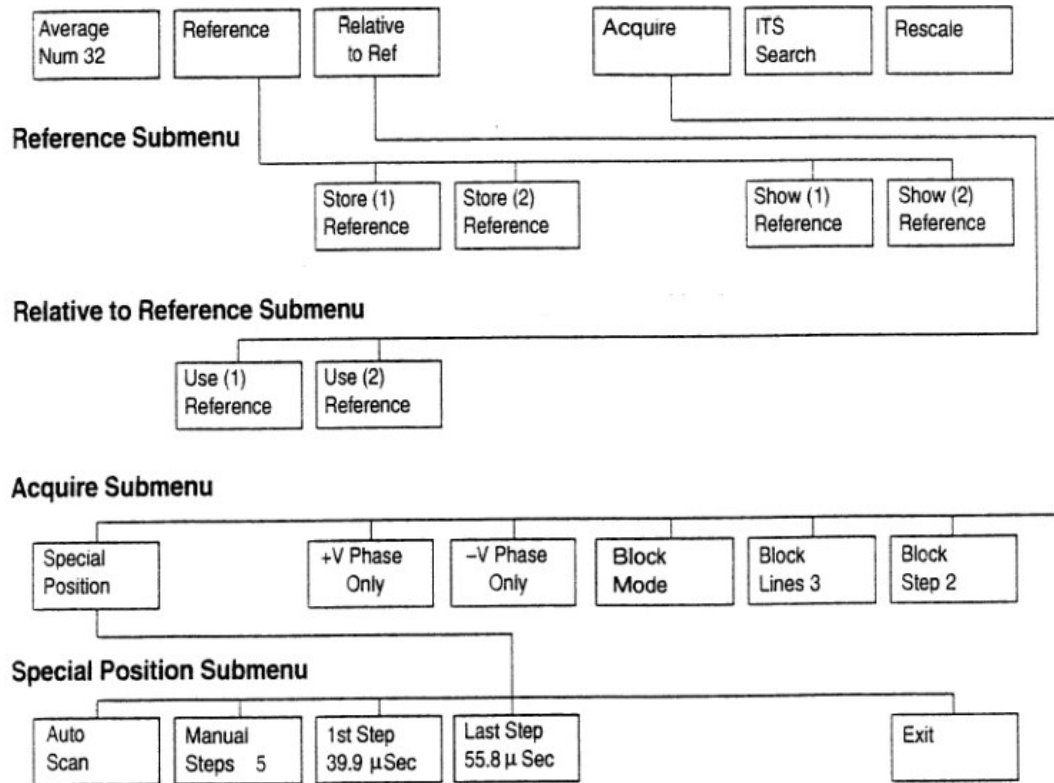 Average
Num 32
Reference
Relative
to Ref
Acquire
ITS
Search
Rescale
Reference Submenu
Store (1)
Reference
Store (2)
Reference
Show (1)
Reference
Show (2)
Reference
Relative to Reference Submenu
Use (1)
Reference
Use (2)
Reference
Acquire Submenu
Special
Position
+V Phase
Only
–V Phase
Only
Block
Mode
Block
Lines 3
Block
Step 2
Special Position Submenu
Auto
Scan
Manual
Steps 5
1st Step
39.9 µSec
Last Step
55.8 µ Sec
Exit